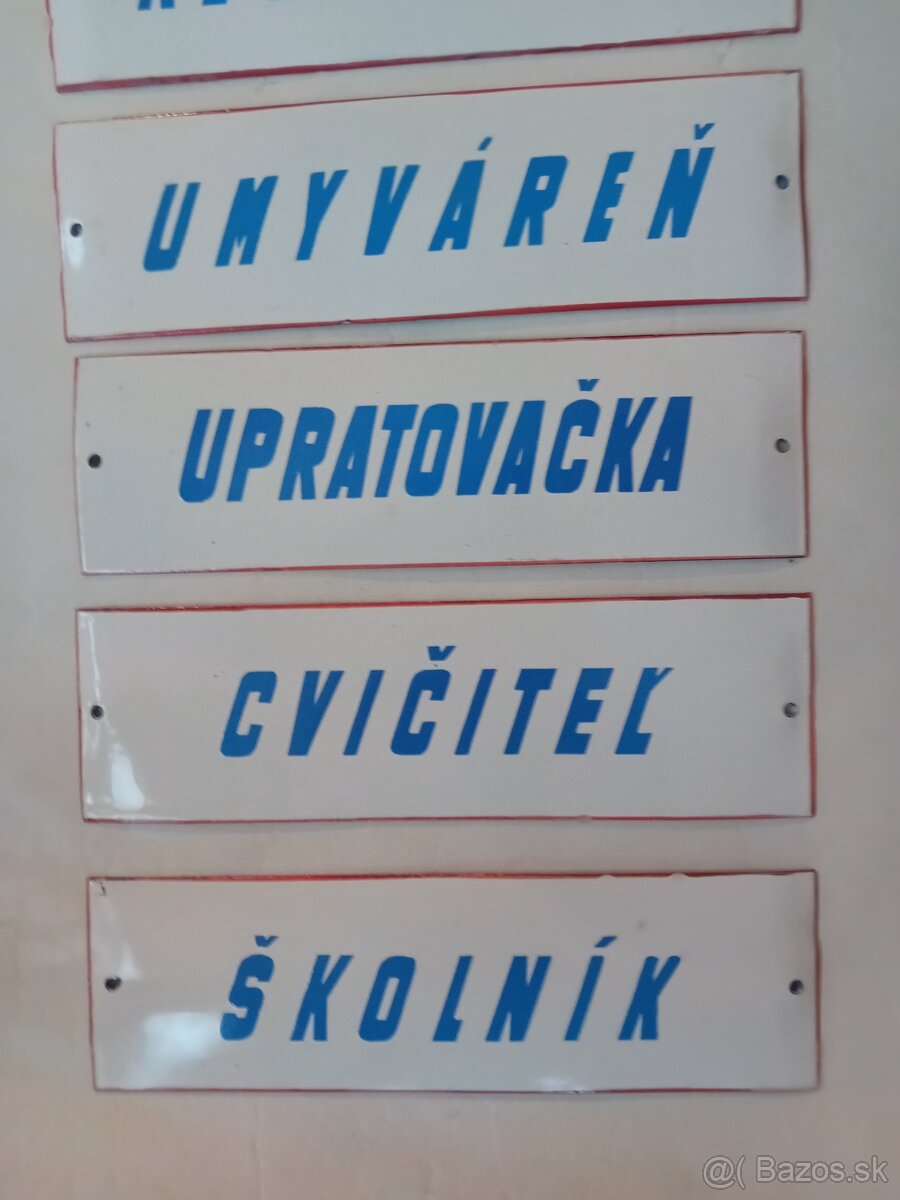 UMYVÁREŇ
UPRATOVAČKA
CVIČITEĽ
ŠKOLNÍK
@( Bazos.sk